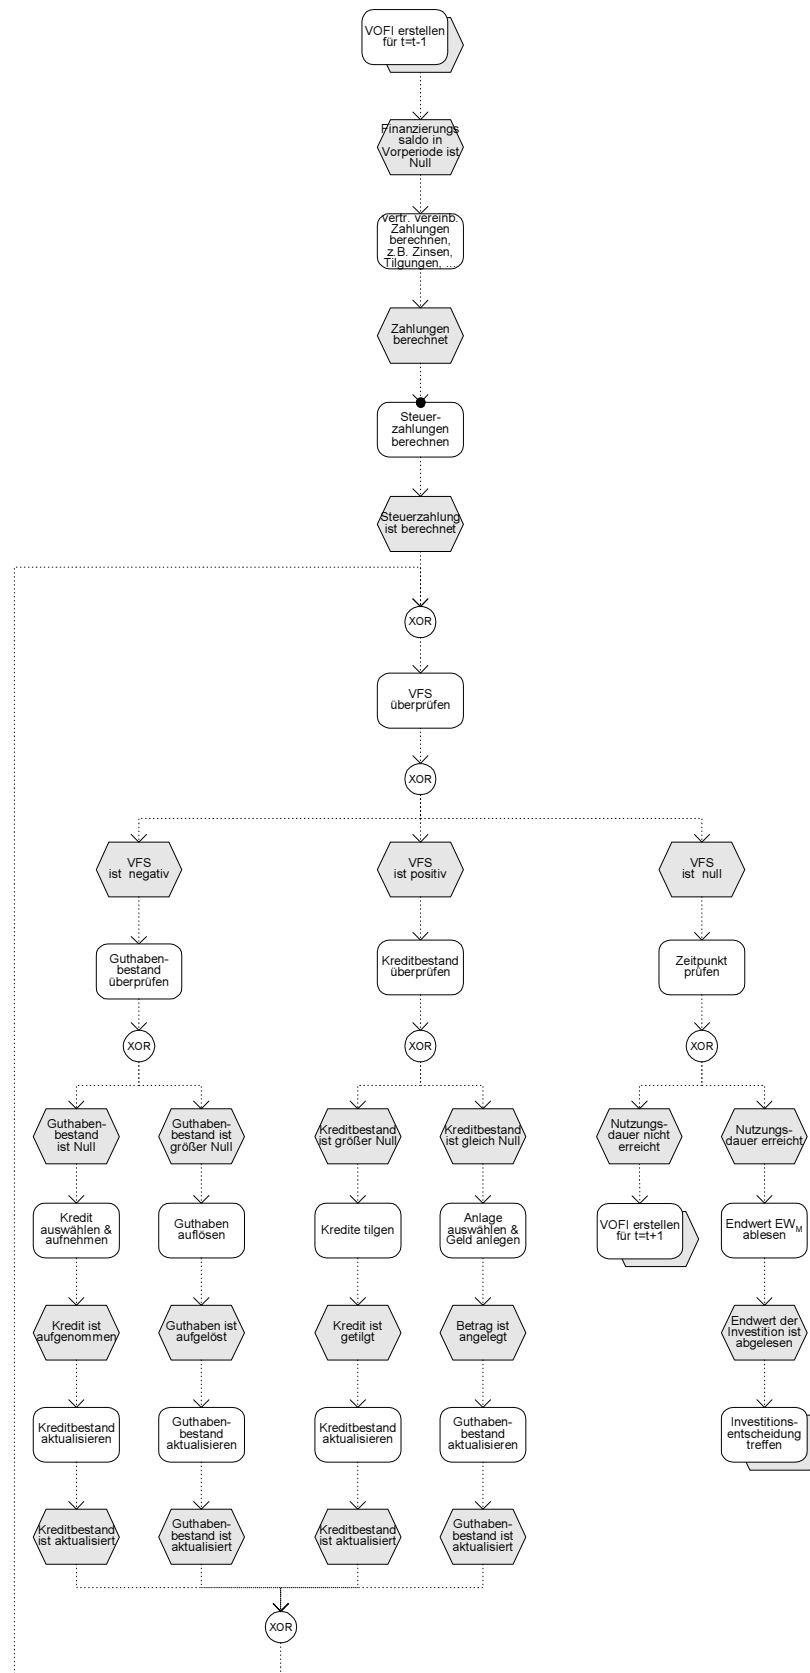 VOFI erstellen
für t=t-1
Finanzierungs
saldo in
Vorperiode ist
Null
vertr. vereinb.
Zahlungen
berechnen,
z.B. Zinsen,
Tilgungen, ...
Zahlungen
berechnet
Steuer-
zahlungen
berechnen
Steuerzahlung
ist berechnet
XOR
VFS
überprüfen
XOR
VFS
ist negativ
VFS
ist positiv
VFS
ist null
Guthaben-
bestand
überprüfen
Kreditbestand
überprüfen
Zeitpunkt
prüfen
XOR
XOR
XOR
Guthaben-
bestand
ist Null
Guthaben-
bestand ist
größer Null
Kreditbestand
ist größer Null
Kreditbestand
ist gleich Null
Nutzungs-
dauer nicht
erreicht
Nutzungs-
dauer erreicht
Kredit
auswählen &
aufnehmen
Guthaben
auflösen
Kredite tilgen
Anlage
auswählen &
Geld anlegen
VOFI erstellen
für t=t+1
Endwert EWM
ablesen
Kredit ist
aufgenommen
Guthaben ist
aufgelöst
Kredit ist
getilgt
Betrag ist
angelegt
Endwert der
Investition ist
abgelesen
Kreditbestand
aktualisieren
Guthaben-
bestand
aktualisieren
Kreditbestand
aktualisieren
Guthaben-
bestand
aktualisieren
Investitions-
entscheidung
treffen
Kreditbestand
ist aktualisiert
Guthaben-
bestand ist
aktualisiert
Kreditbestand
ist aktualisiert
Guthaben-
bestand ist
aktualisiert
XOR